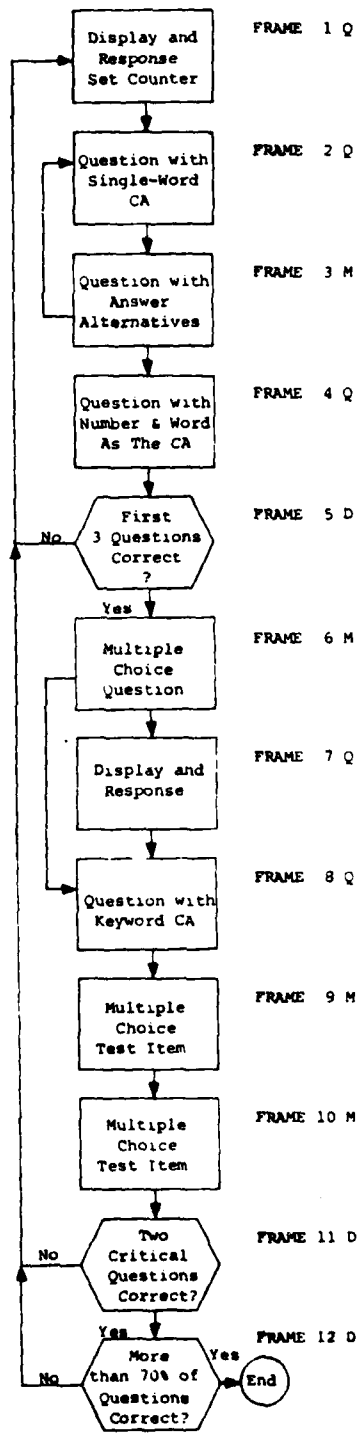 Display and
Response
Set Counter
FRAME 1 Q
Question with
Single-Word
CA
FRAME 2 Q
Question with
Answer
Alternatives
FRAME 3 M
Question with
Number & Word
As The CA
FRAME 4 Q
First
3 Questions
Correct
?
FRAME 5 D
No
Yes
Multiple
Choice
Question
FRAME 6 M
Display and
Response
FRAME 7 Q
Question with
Keyword CA
FRAME 8 Q
Multiple
Choice
Test Item
FRAME 9 M
Multiple
Choice
Test Item
FRAME 10 M
Two
Critical
Questions
Correct?
FRAME 11 D
No
Yes
More
than 70% of
Questions
Correct?
FRAME 12 D
No
Yes
End